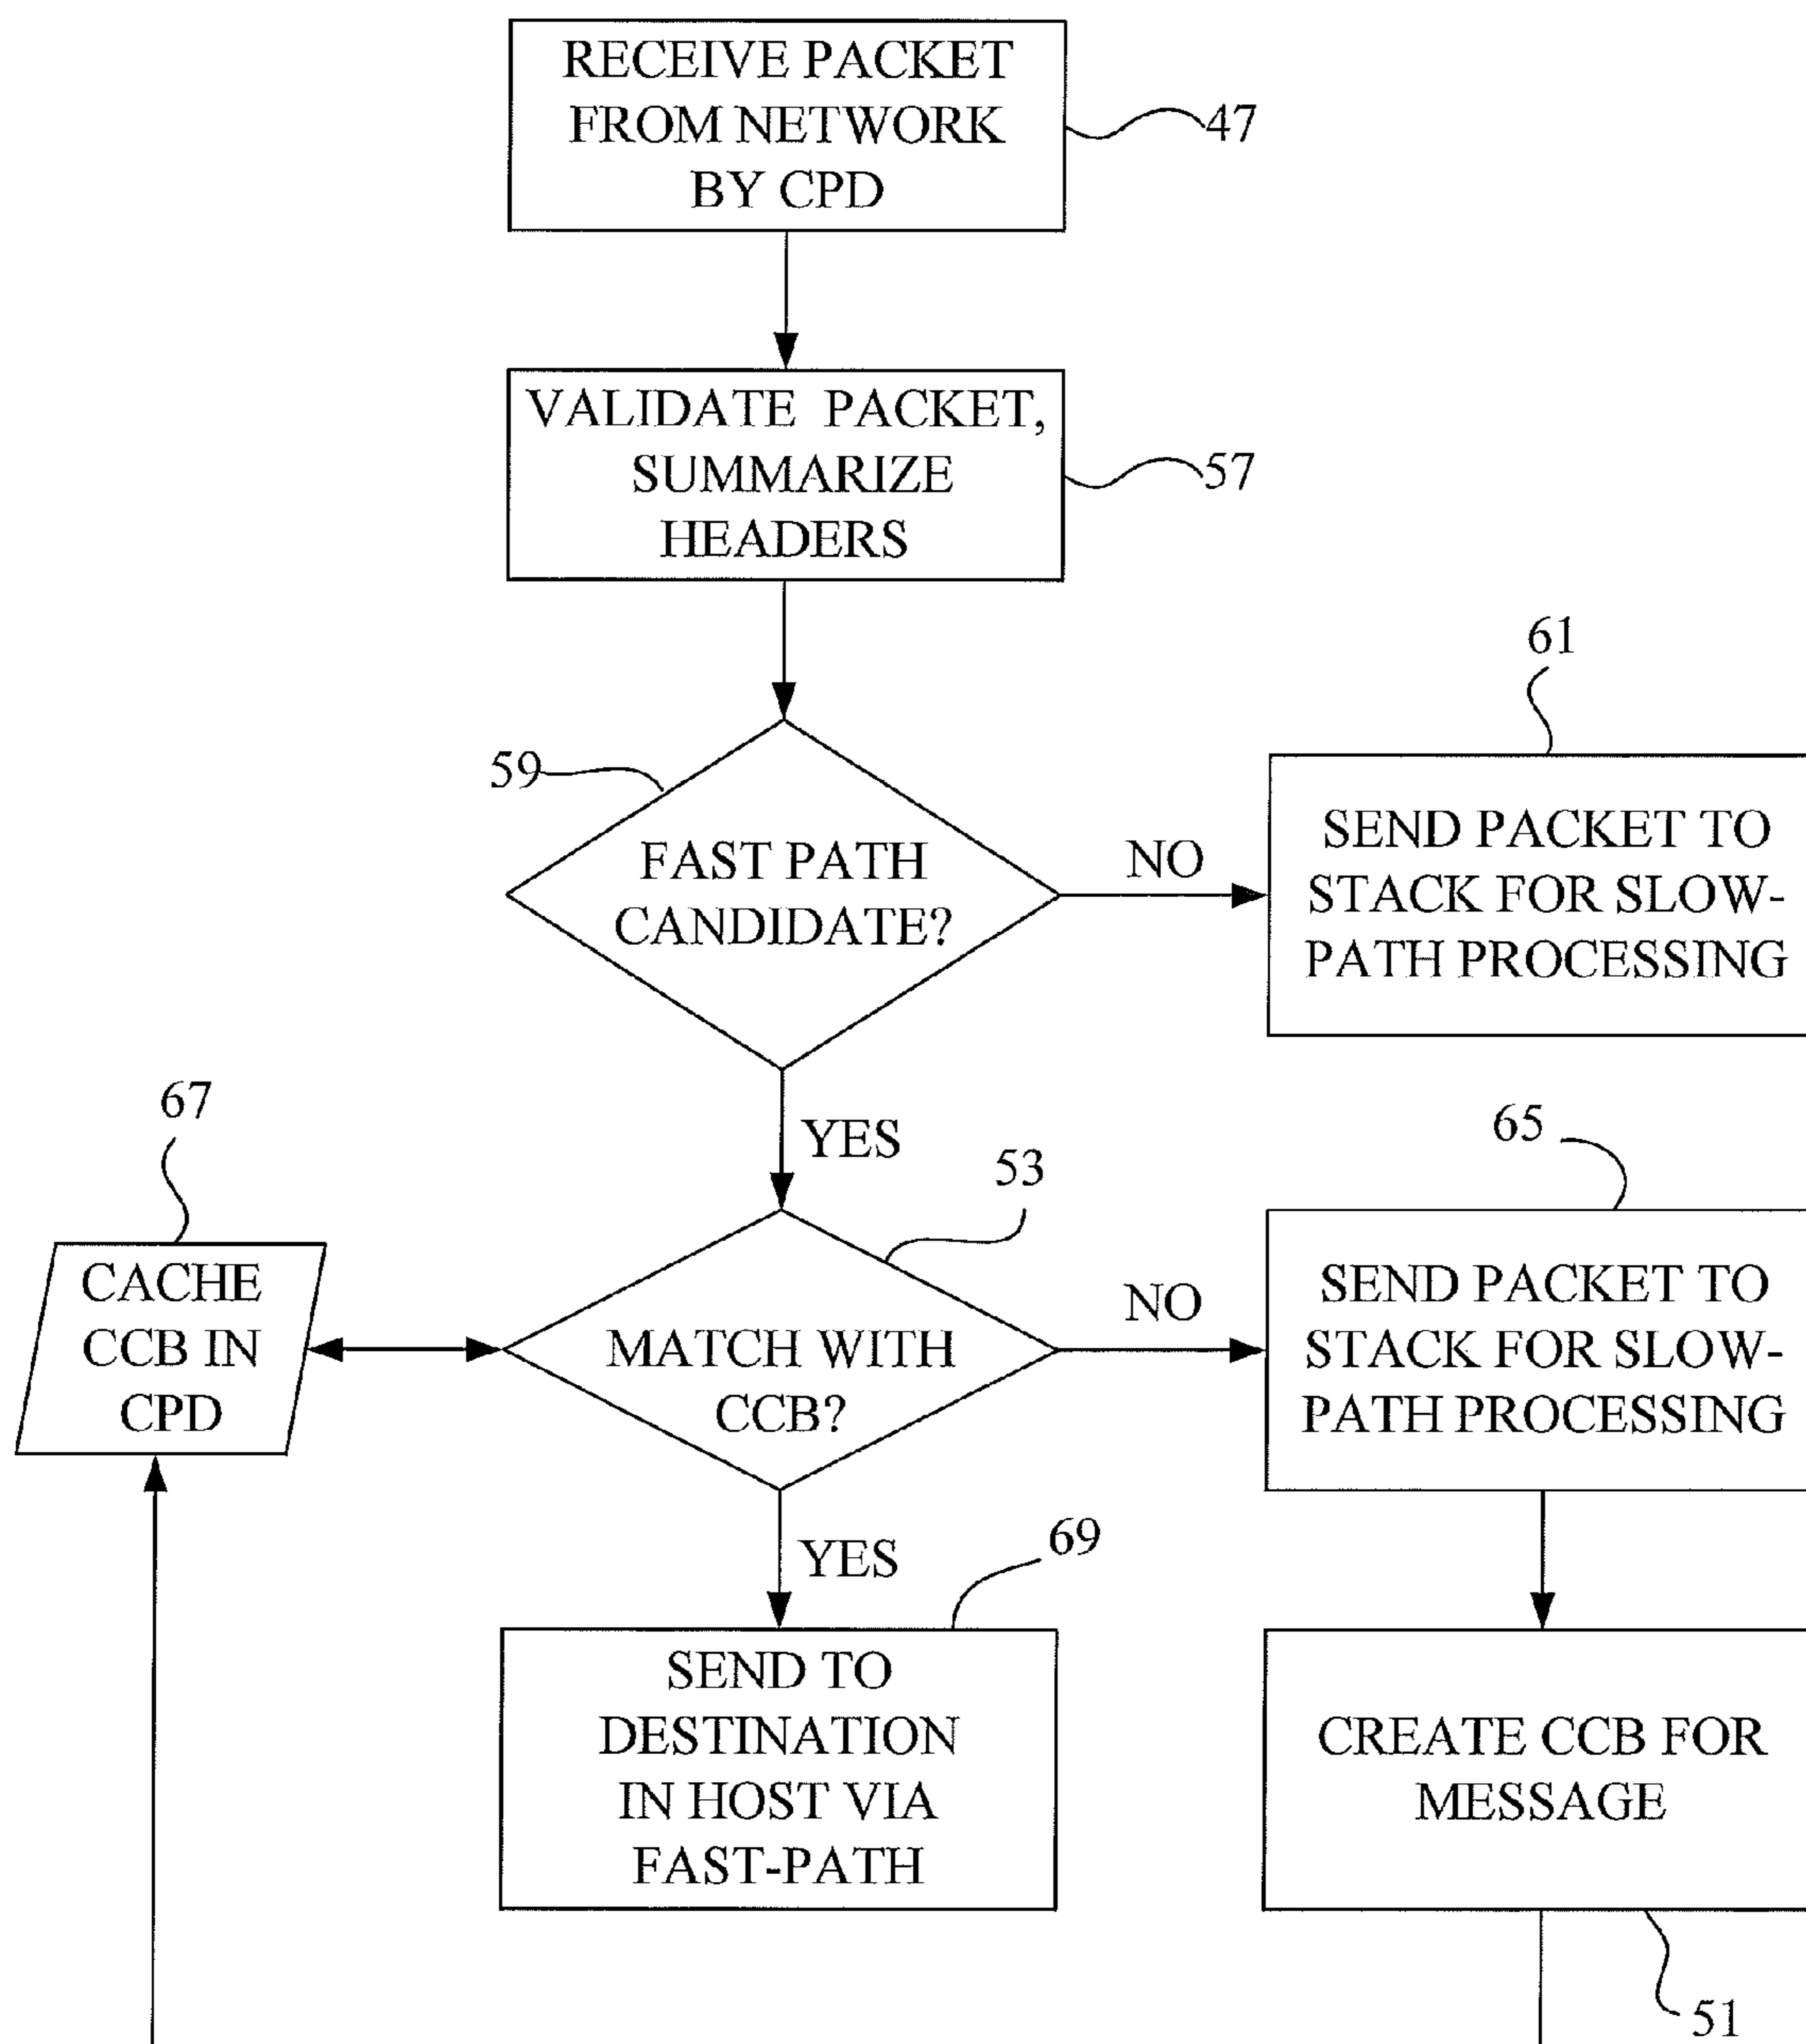 RECEIVE PACKET
FROM NETWORK
BY CPD
47
VALIDATE PACKET,
SUMMARIZE
HEADERS
57
59
FAST PATH
CANDIDATE?
NO
61
SEND PACKET TO
STACK FOR SLOW-
PATH PROCESSING
YES
67
CACHE
CCB IN
CPD
53
MATCH WITH
CCB?
NO
65
SEND PACKET TO
STACK FOR SLOW-
PATH PROCESSING
YES
69
SEND TO
DESTINATION
IN HOST VIA
FAST-PATH
CREATE CCB FOR
MESSAGE
51